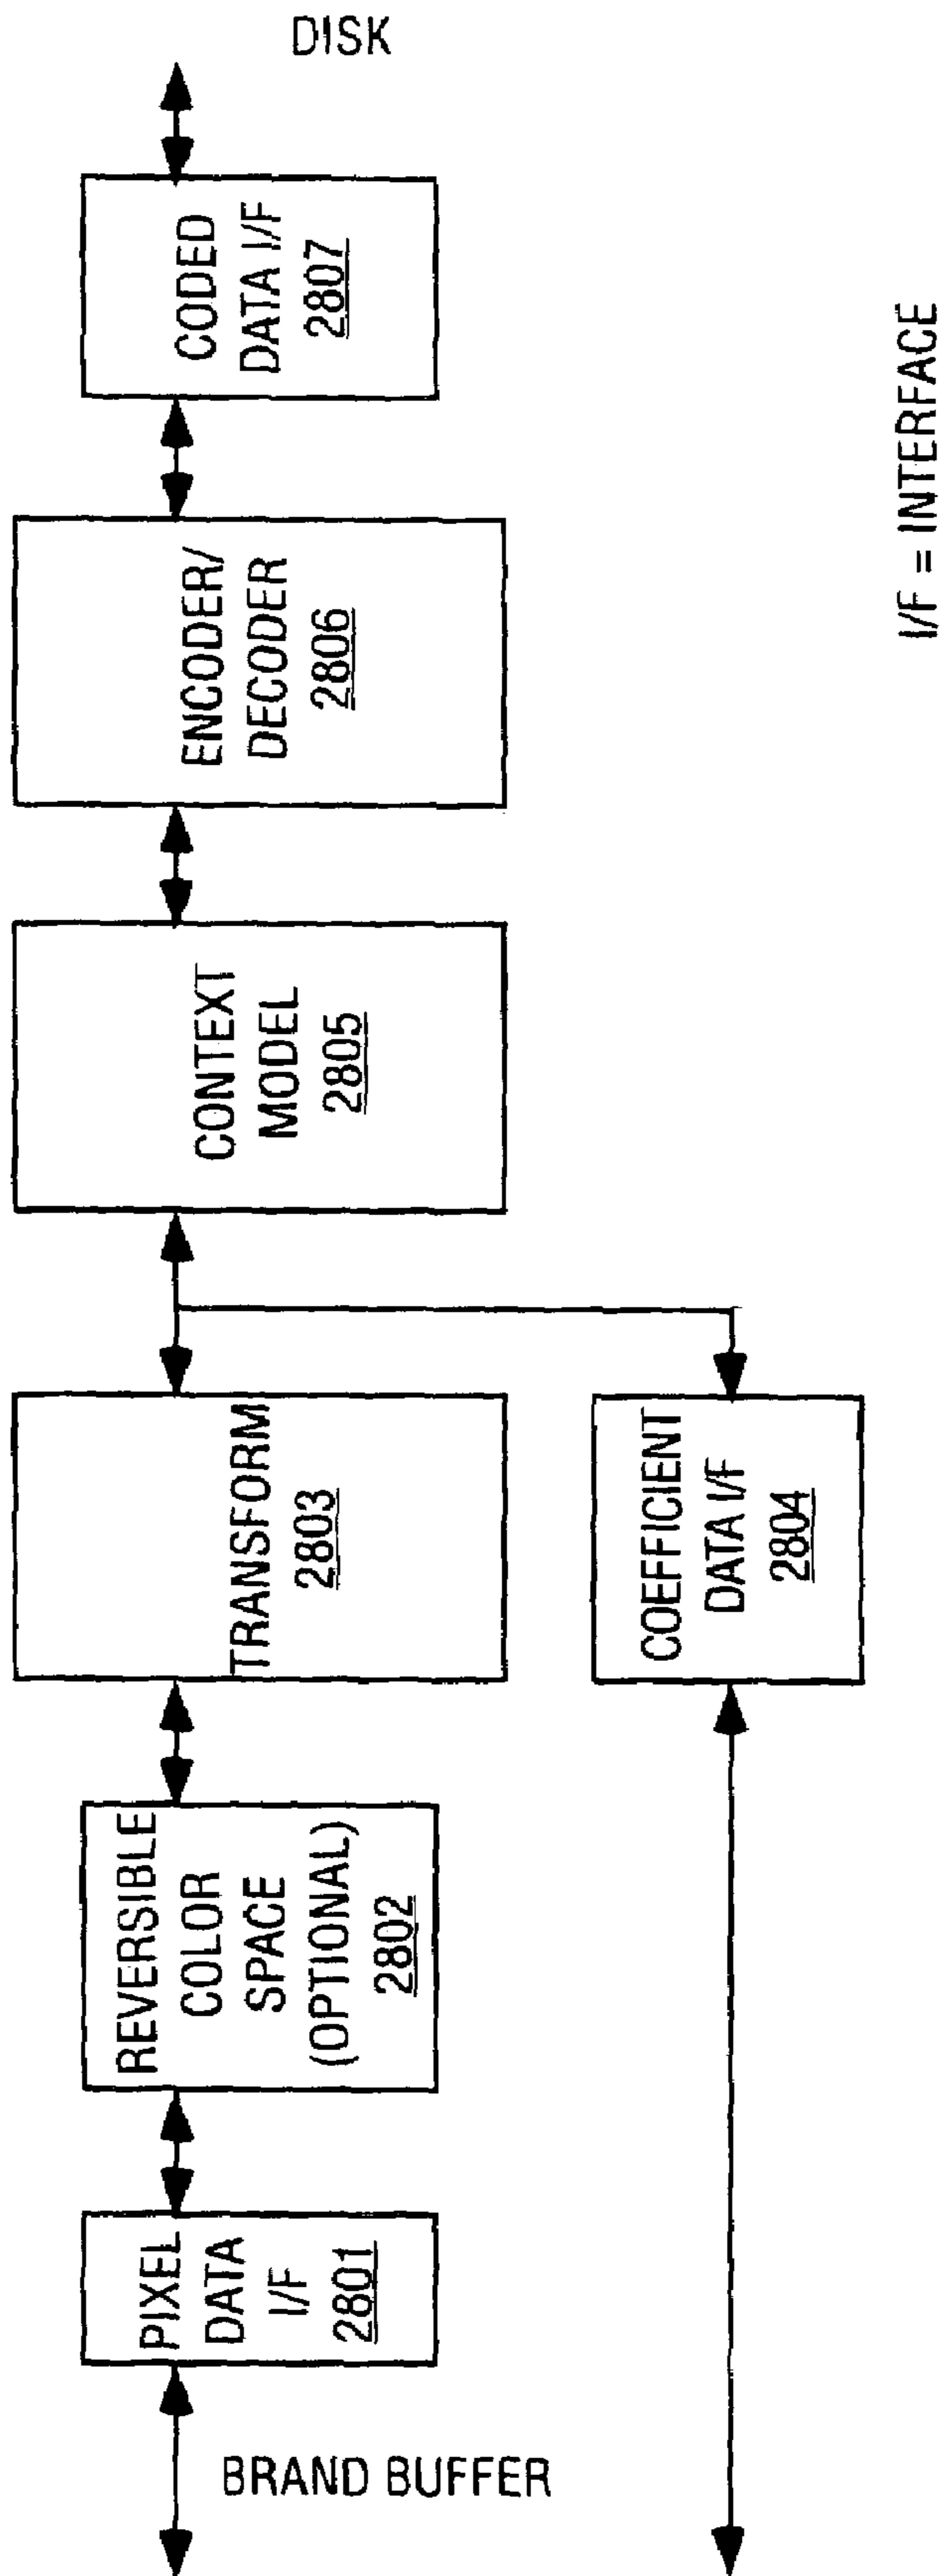 BRAND BUFFER
PIXEL
DATA
I/F
2801
REVERSIBLE
COLOR
SPACE
(OPTIONAL)
2802
TRANSFORM
2803
COEFFICIENT
DATA I/F
2804
CONTEXT
MODEL
2805
ENCODER/
DECODER
2806
CODED
DATA I/F
2807
DISK
I/F = INTERFACE